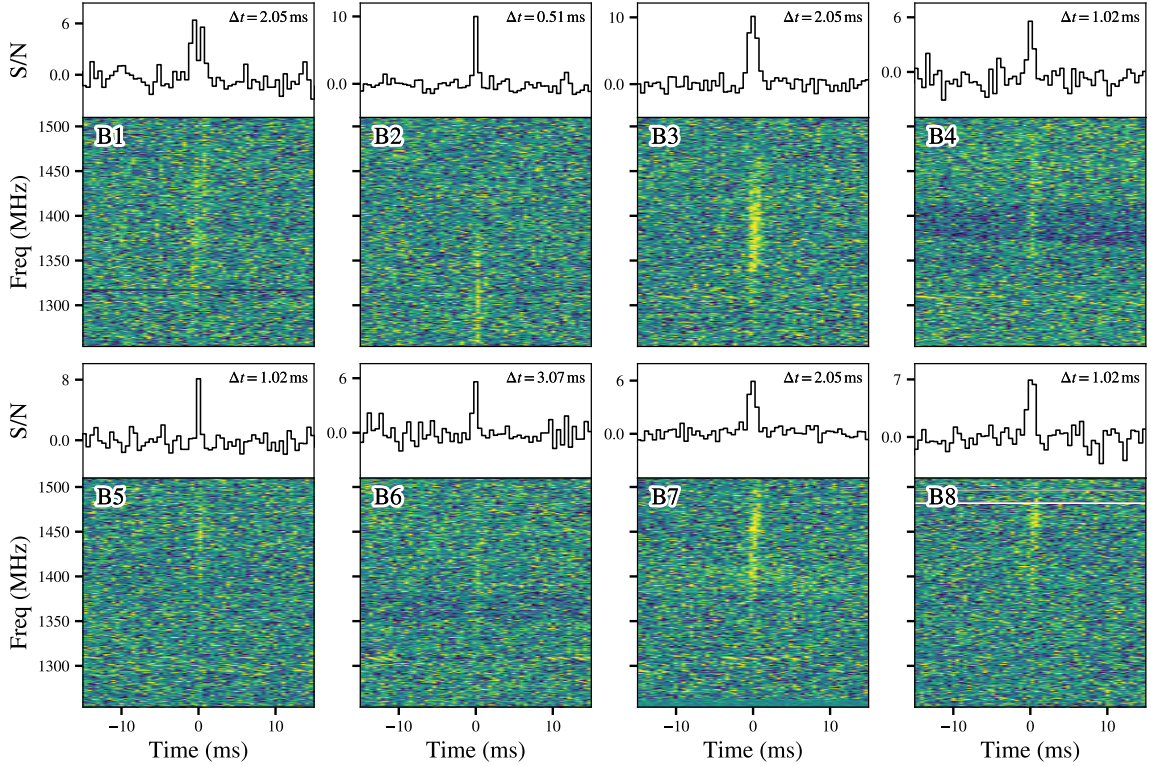 Δt = 2.05 ms
Δt = 0.51 ms
Δt = 2.05 ms
Δt = 1.02 ms
S/N
6
0.0
10
0.0
10
0.0
6
0.0
B1
B2
B3
B4
Freq (MHz)
1500
1450
1400
1350
1300
Δt = 1.02 ms
Δt = 3.07 ms
Δt = 2.05 ms
Δt = 1.02 ms
S/N
8
0.0
6
0.0
6
0.0
7
0.0
B5
B6
B7
B8
Freq (MHz)
1500
1450
1400
1350
1300
−10 0 10
−10 0 10
−10 0 10
−10 0 10
Time (ms)
Time (ms)
Time (ms)
Time (ms)